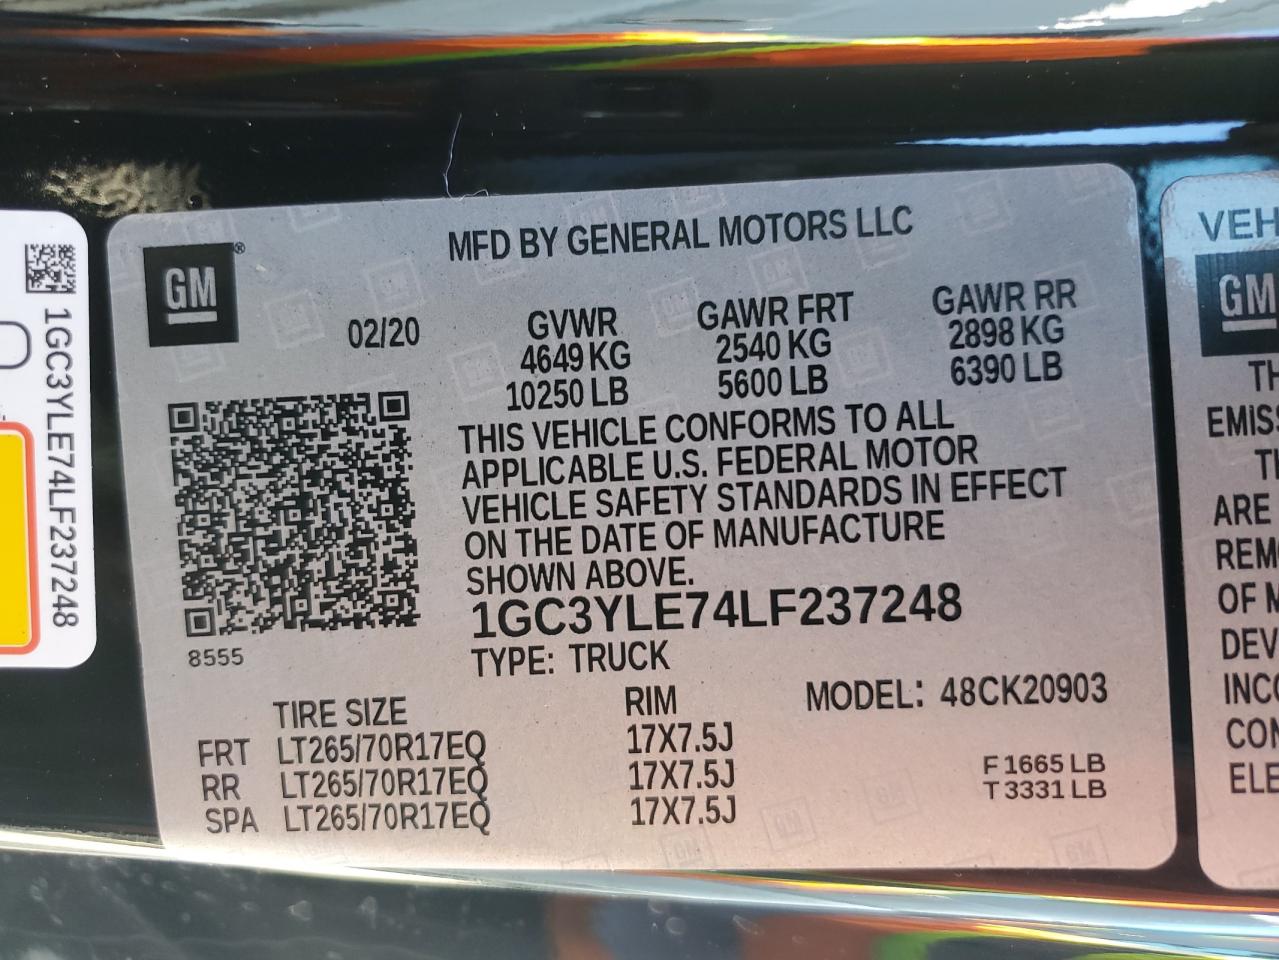 1GC3YLE74LF237248
GM®
MFD BY GENERAL MOTORS LLC
02/20
GVWR GAWR FRT GAWR RR
4649 KG 2540 KG 2898 KG
10250 LB 5600 LB 6390 LB
THIS VEHICLE CONFORMS TO ALL
APPLICABLE U.S. FEDERAL MOTOR
VEHICLE SAFETY STANDARDS IN EFFECT
ON THE DATE OF MANUFACTURE
SHOWN ABOVE.
1GC3YLE74LF237248
8555
TYPE: TRUCK
TIRE SIZE RIM MODEL: 48CK20903
FRT LT265/70R17EQ 17X7.5J
RR LT265/70R17EQ 17X7.5J F 1665 LB
SPA LT265/70R17EQ 17X7.5J T 3331 LB
VEH
GM
TH
EMISS
TH
ARE
REM
OF M
DEV
INCO
CON
ELE